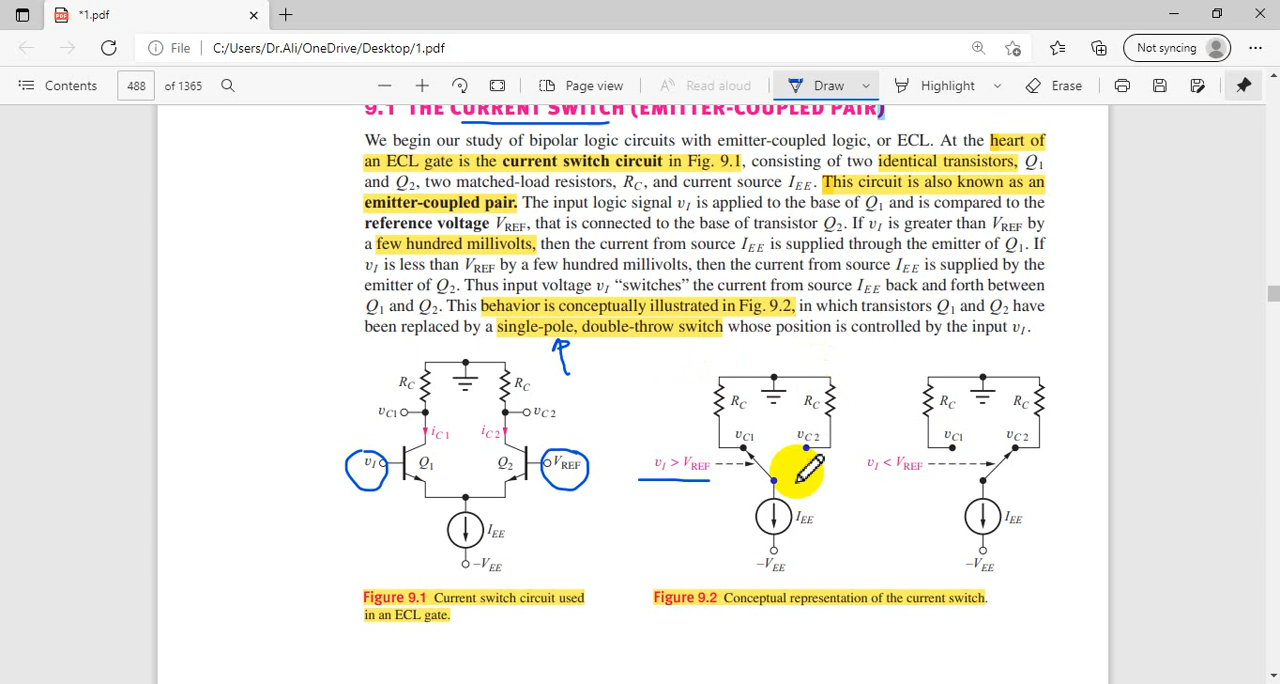 *1.pdf
File
C:/Users/Dr.Ali/OneDrive/Desktop/1.pdf
Not syncing
Contents
488
of 1365
Page view
Read aloud
Draw
Highlight
Erase
9.1 THE CURRENT SWITCH (EMITTER-COUPLED PAIR)
We begin our study of bipolar logic circuits with emitter-coupled logic, or ECL. At the heart of
an ECL gate is the current switch circuit in Fig. 9.1, consisting of two identical transistors, Q1
and Q2, two matched-load resistors, RC, and current source IEE. This circuit is also known as an
emitter-coupled pair. The input logic signal vI is applied to the base of Q1 and is compared to the
reference voltage VREF, that is connected to the base of transistor Q2. If vI is greater than VREF by
a few hundred millivolts, then the current from source IEE is supplied through the emitter of Q1. If
vI is less than VREF by a few hundred millivolts, then the current from source IEE is supplied by the
emitter of Q2. Thus input voltage vI “switches” the current from source IEE back and forth between
Q1 and Q2. This behavior is conceptually illustrated in Fig. 9.2, in which transistors Q1 and Q2 have
been replaced by a single-pole, double-throw switch whose position is controlled by the input vI.
RC
RC
vC1
vC2
iC1
iC2
vI
Q1
Q2
VREF
IEE
–VEE
Figure 9.1 Current switch circuit used
in an ECL gate.
RC
RC
vC1
vC2
vI > VREF
IEE
–VEE
RC
RC
vC1
vC2
vI < VREF
IEE
–VEE
Figure 9.2 Conceptual representation of the current switch.